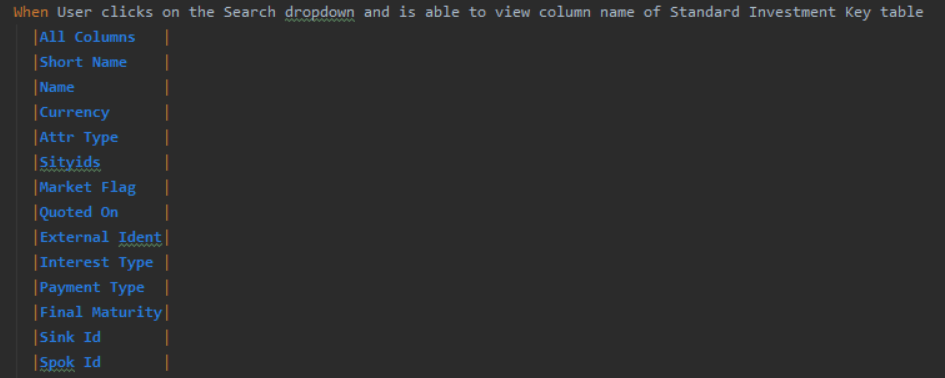 When User clicks on the Search dropdown and is able to view column name of Standard Investment Key table
|All Columns |
|Short Name |
|Name |
|Currency |
|Attr Type |
|Sityids |
|Market Flag |
|Quoted On |
|External Ident|
|Interest Type |
|Payment Type |
|Final Maturity|
|Sink Id |
|Spok Id |